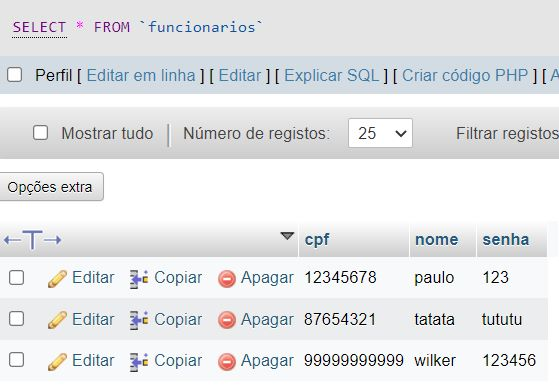 SELECT * FROM `funcionarios`
Perfil [ Editar em linha ] [ Editar ] [ Explicar SQL ] [ Criar código PHP ] [
Mostrar tudo Número de registos: 25 Filtrar registos
Opções extra
←T→ cpf nome senha
Editar Copiar Apagar 12345678 paulo 123
Editar Copiar Apagar 87654321 tatata tututu
Editar Copiar Apagar 99999999999 wilker 123456